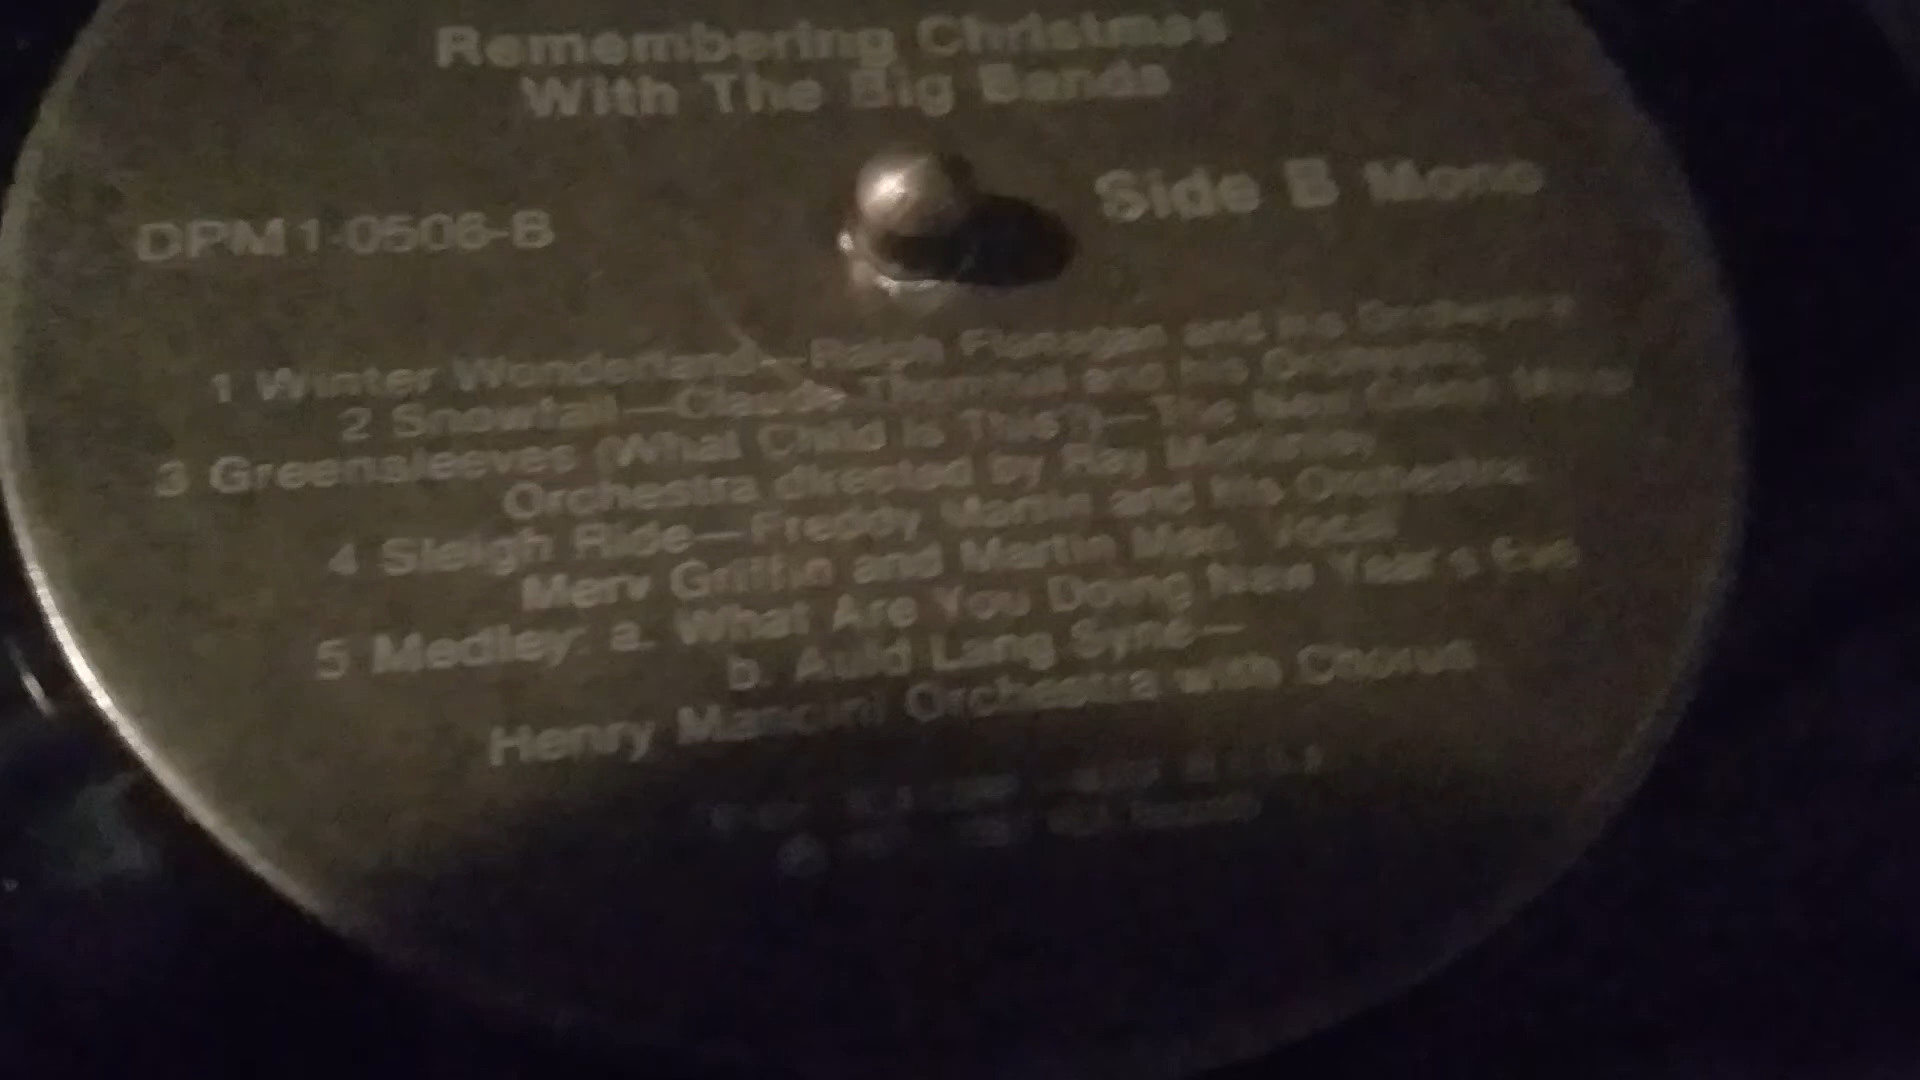 Remembering Christmas
With The Big Bands
Side B Mono
DPM1-0506-B
1 Winter Wonderland—Ralph Flanagan and his Orchestra
2 Snowfall—Claude Thornhill and his Orchestra
3 Greensleeves (What Child Is This?)—The New Glenn Miller
Orchestra directed by Ray McKinley
4 Sleigh Ride—Freddy Martin and his Orchestra
Merv Griffin and Martin Men, Vocal
5 Medley: a. What Are You Doing New Year's Eve
b. Auld Lang Syne—
Henry Mancini Orchestra with Chorus